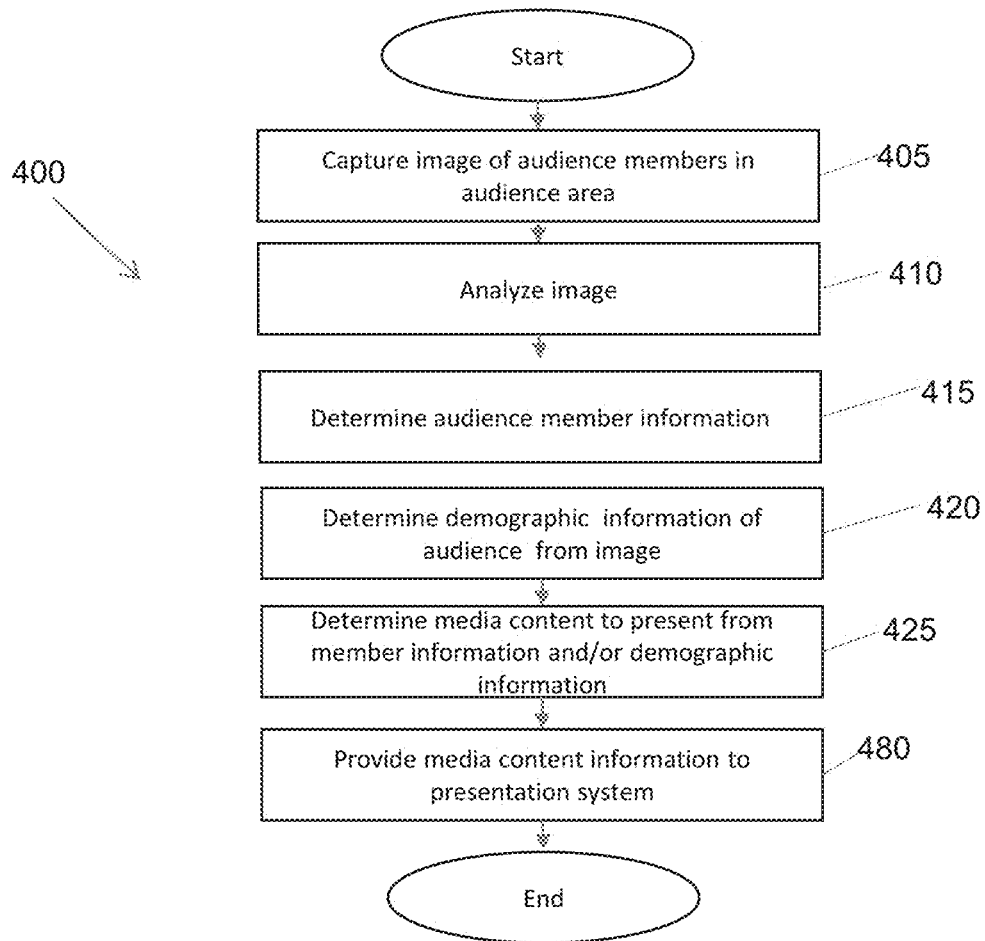 Start
400
Capture image of audience members in
audience area
405
Analyze image
410
Determine audience member information
415
Determine demographic information of
audience from image
420
Determine media content to present from
member information and/or demographic
information
425
Provide media content information to
presentation system
480
End